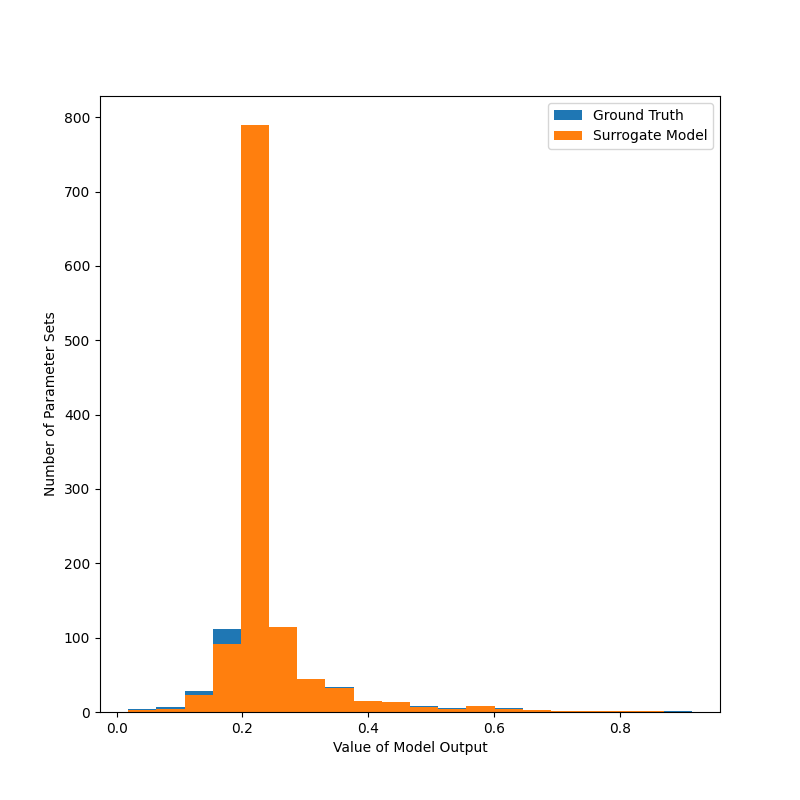 Ground Truth
Surrogate Model
800
700
600
500
400
300
200
100
0
Number of Parameter Sets
0.0 0.2 0.4 0.6 0.8
Value of Model Output